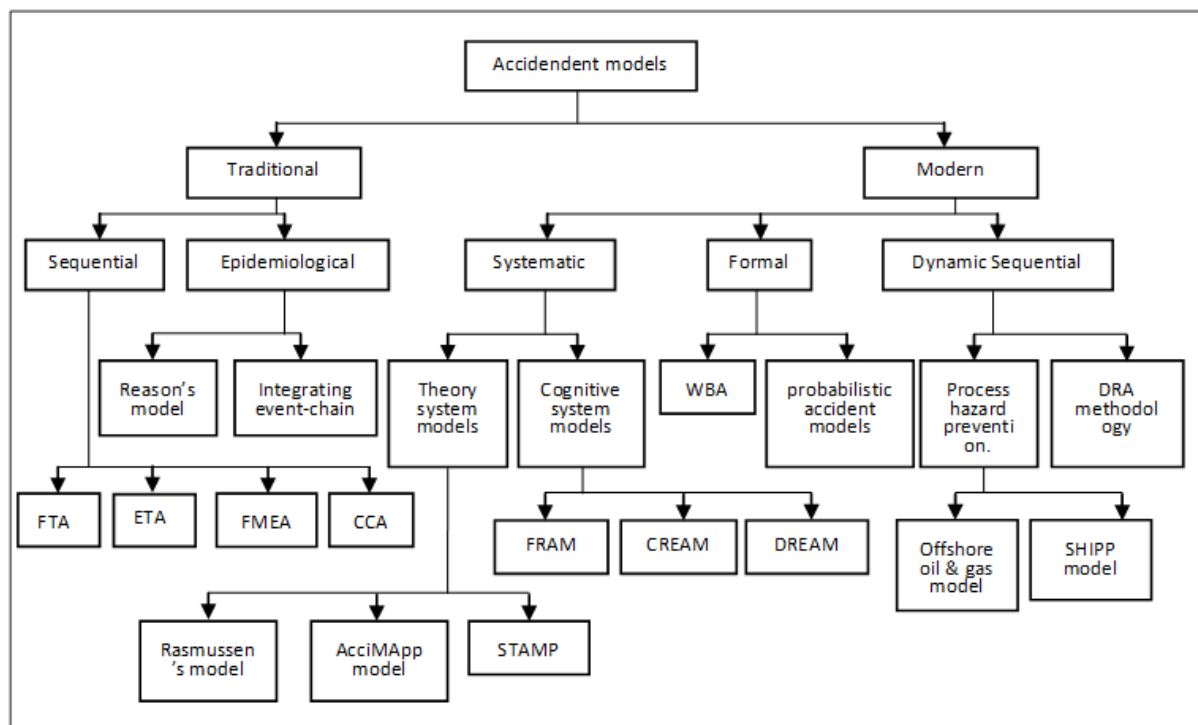 Accidendent models
Traditional
Modern
Sequential
Epidemiological
Systematic
Formal
Dynamic Sequential
Reason’s
model
Integrating
event-chain
Theory
system
models
Cognitive
system
models
WBA
probabilistic
accident
models
Process
hazard
preventi
on.
DRA
methodol
ogy
FTA
ETA
FMEA
CCA
FRAM
CREAM
DREAM
Offshore
oil & gas
model
SHIPP
model
Rasmussen
’s model
AcciMApp
model
STAMP